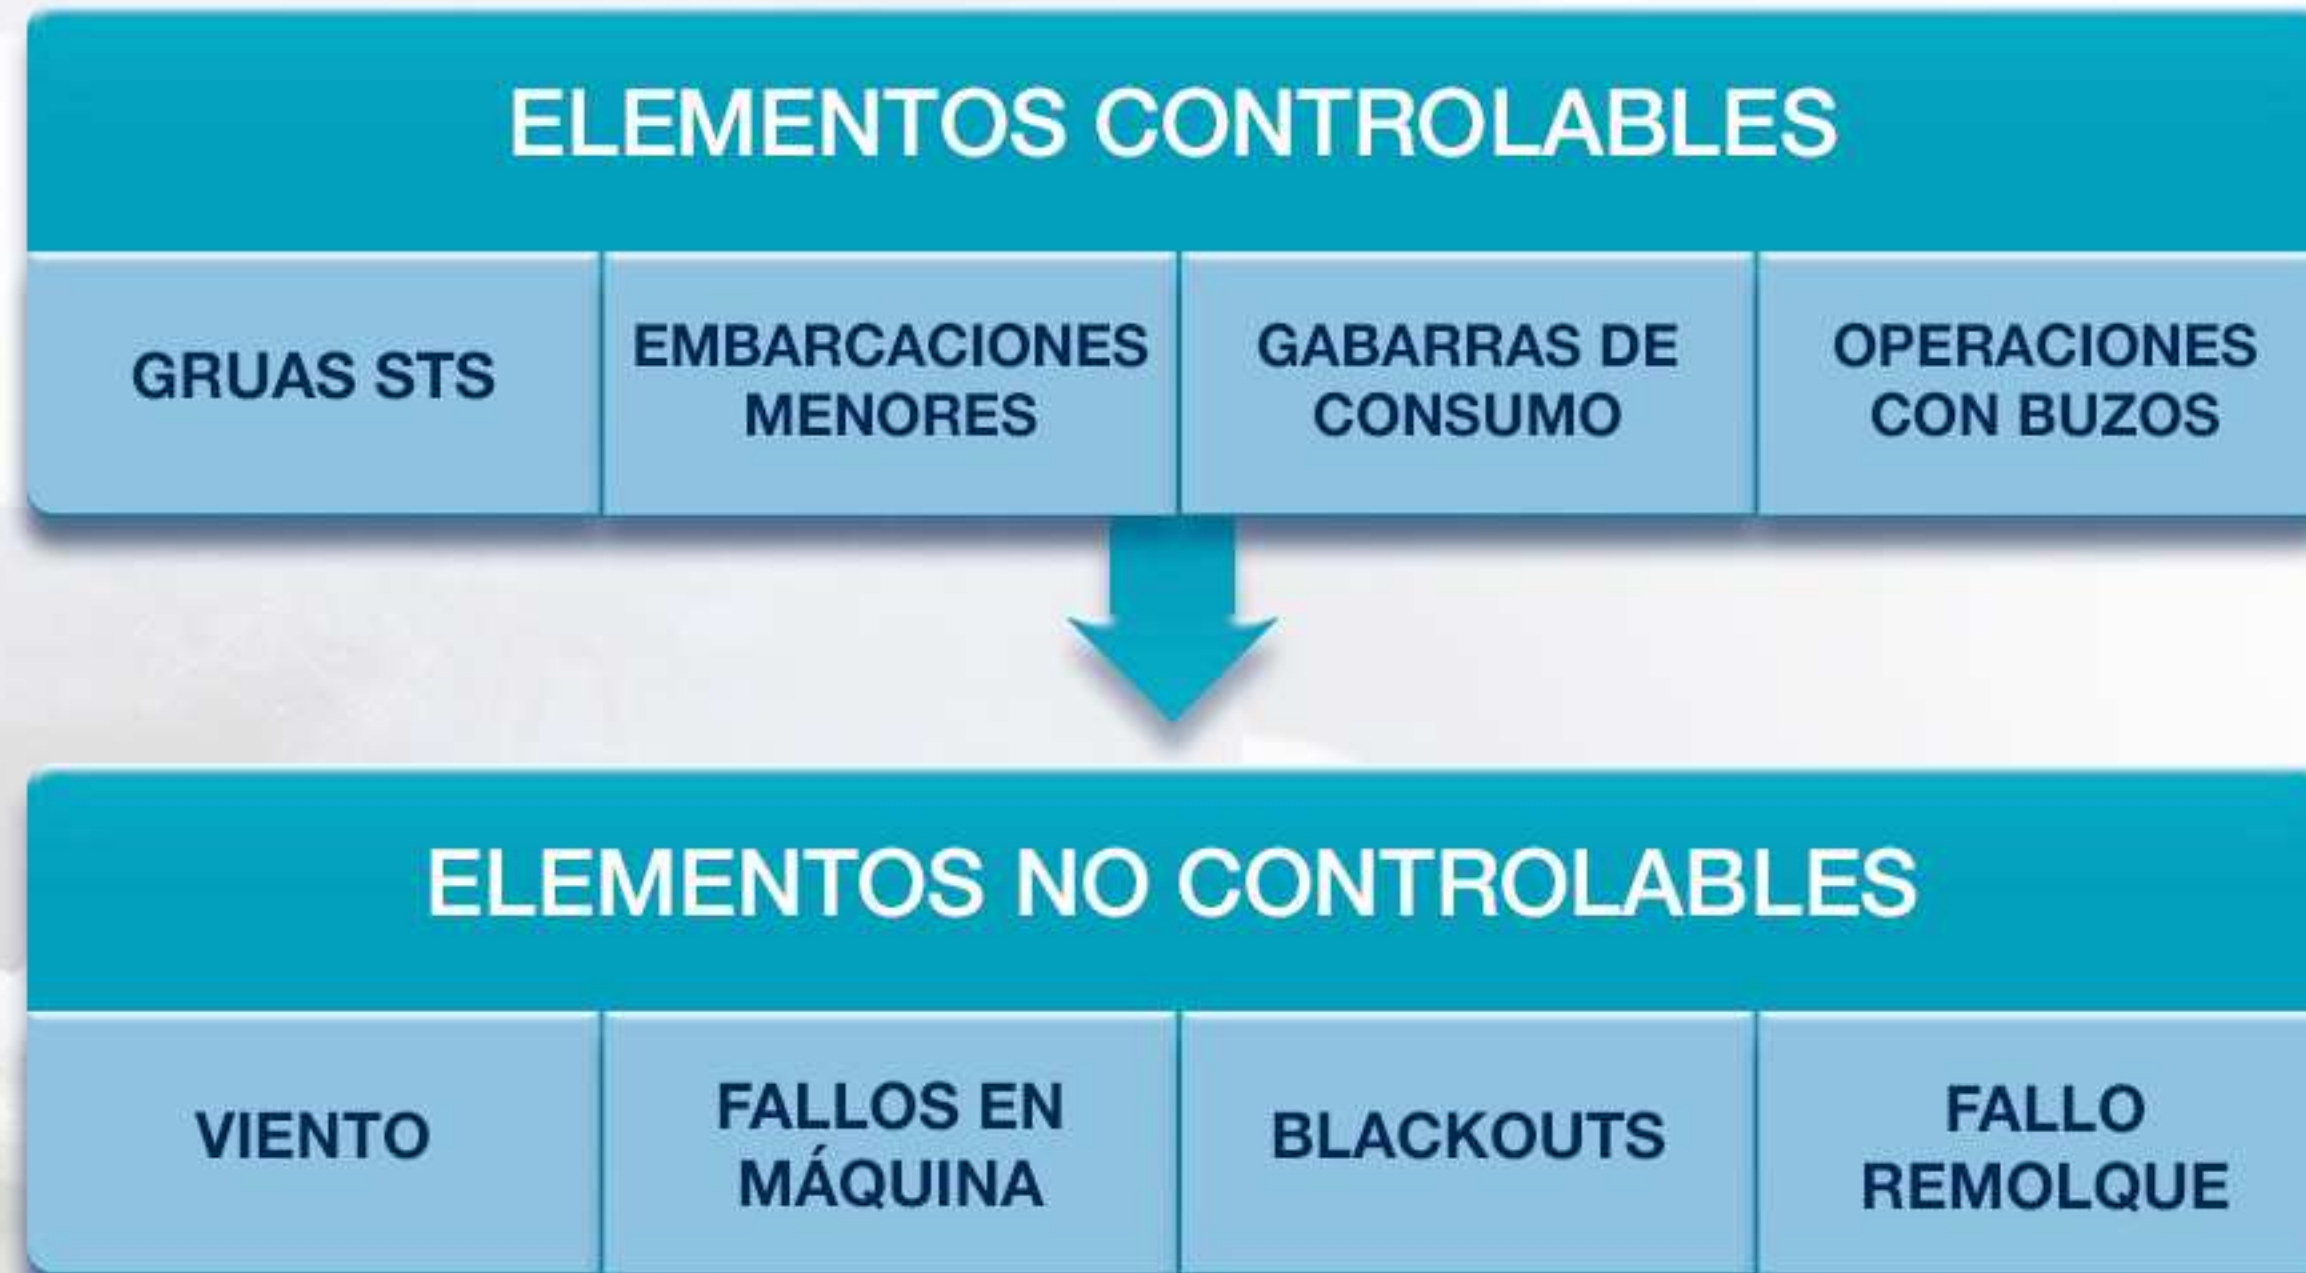 ELEMENTOS CONTROLABLES
GRUAS STS
EMBARCACIONES
MENORES
GABARRAS DE
CONSUMO
OPERACIONES
CON BUZOS
ELEMENTOS NO CONTROLABLES
VIENTO
FALLOS EN
MÁQUINA
BLACKOUTS
FALLO
REMOLQUE